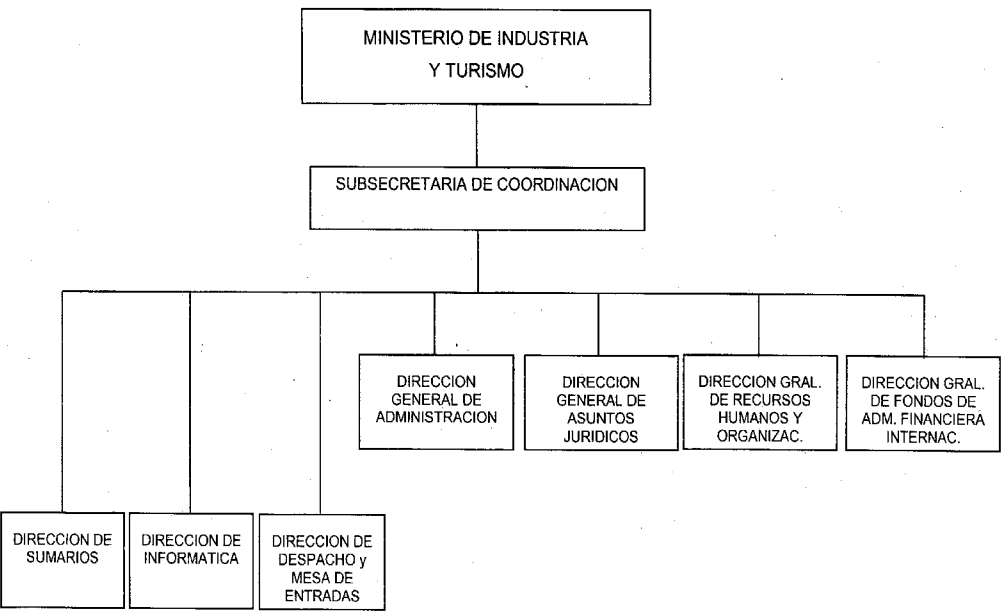 MINISTERIO DE INDUSTRIA
Y TURISMO
SUBSECRETARIA DE COORDINACION
DIRECCION
GENERAL DE
ADMINISTRACION
DIRECCION
GENERAL DE
ASUNTOS
JURIDICOS
DIRECCION GRAL.
DE RECURSOS
HUMANOS Y
ORGANIZAC.
DIRECCION GRAL.
DE FONDOS DE
ADM. FINANCIERA
INTERNAC.
DIRECCION DE
SUMARIOS
DIRECCION DE
INFORMATICA
DIRECCION DE
DESPACHO y
MESA DE
ENTRADAS